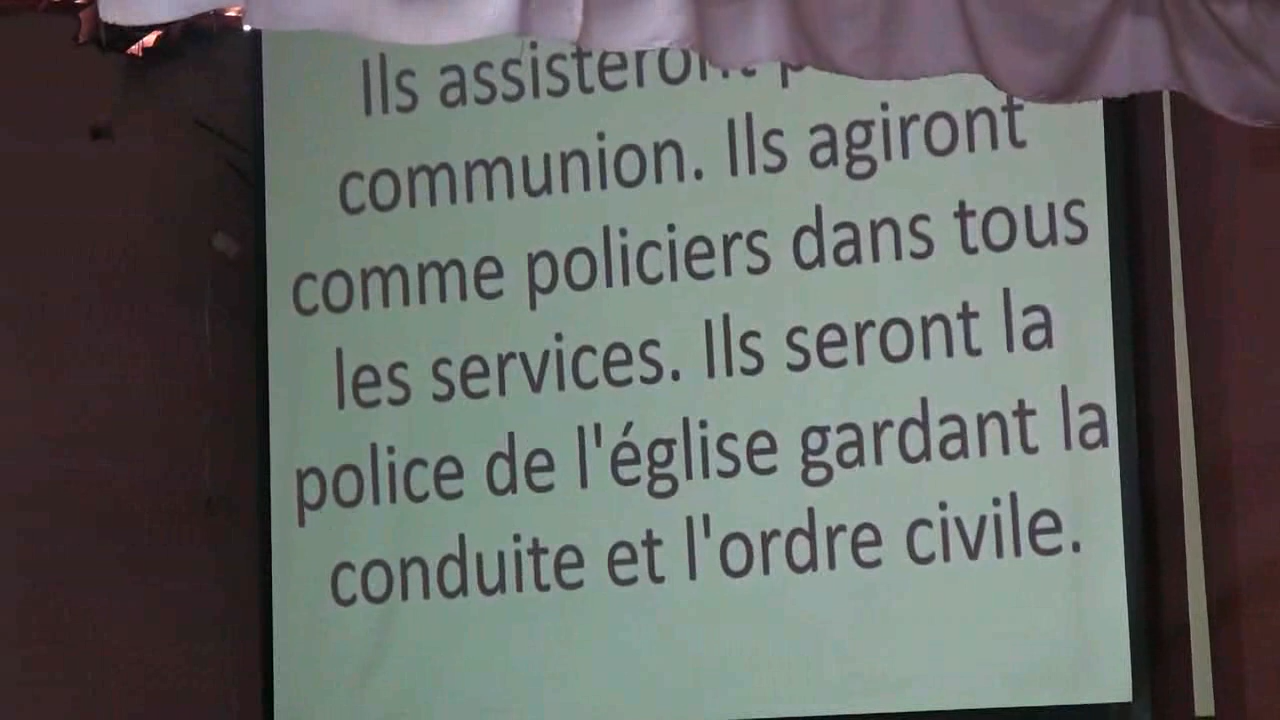 Ils assisteront
communion. Ils agiront
comme policiers dans tous
les services. Ils seront la
police de l'église gardant la
conduite et l'ordre civile.